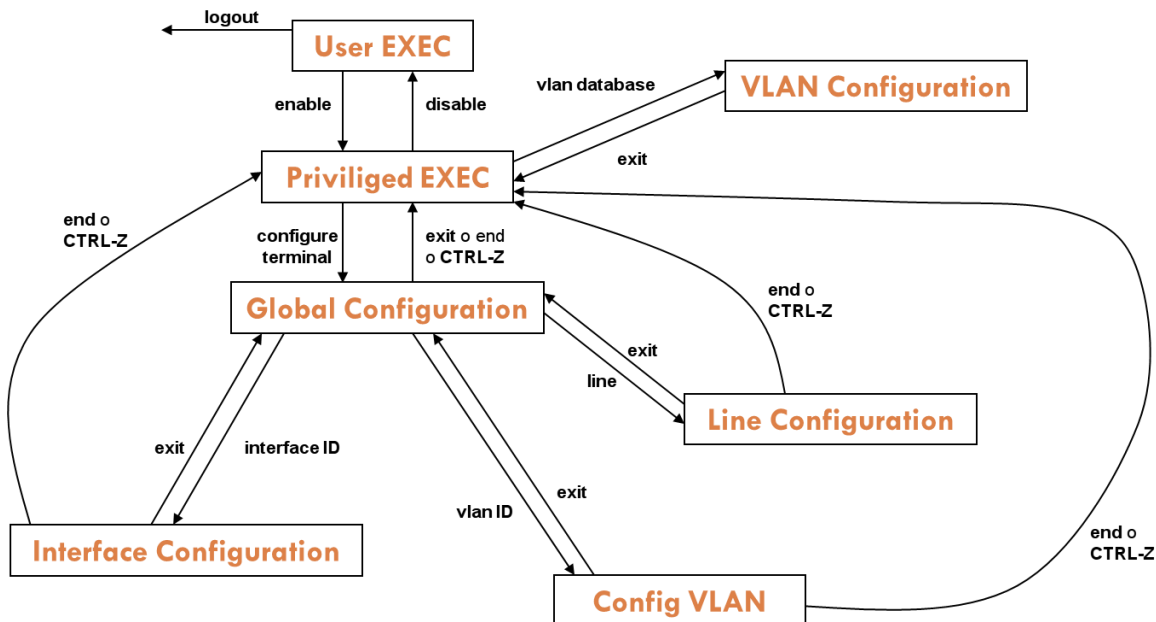 logout
User EXEC
enable
disable
vlan database
VLAN Configuration
exit
Priviliged EXEC
end o
CTRL-Z
configure
terminal
exit o end
o CTRL-Z
end o
CTRL-Z
Global Configuration
exit
line
Line Configuration
exit
interface ID
vlan ID
exit
Interface Configuration
end o
CTRL-Z
Config VLAN